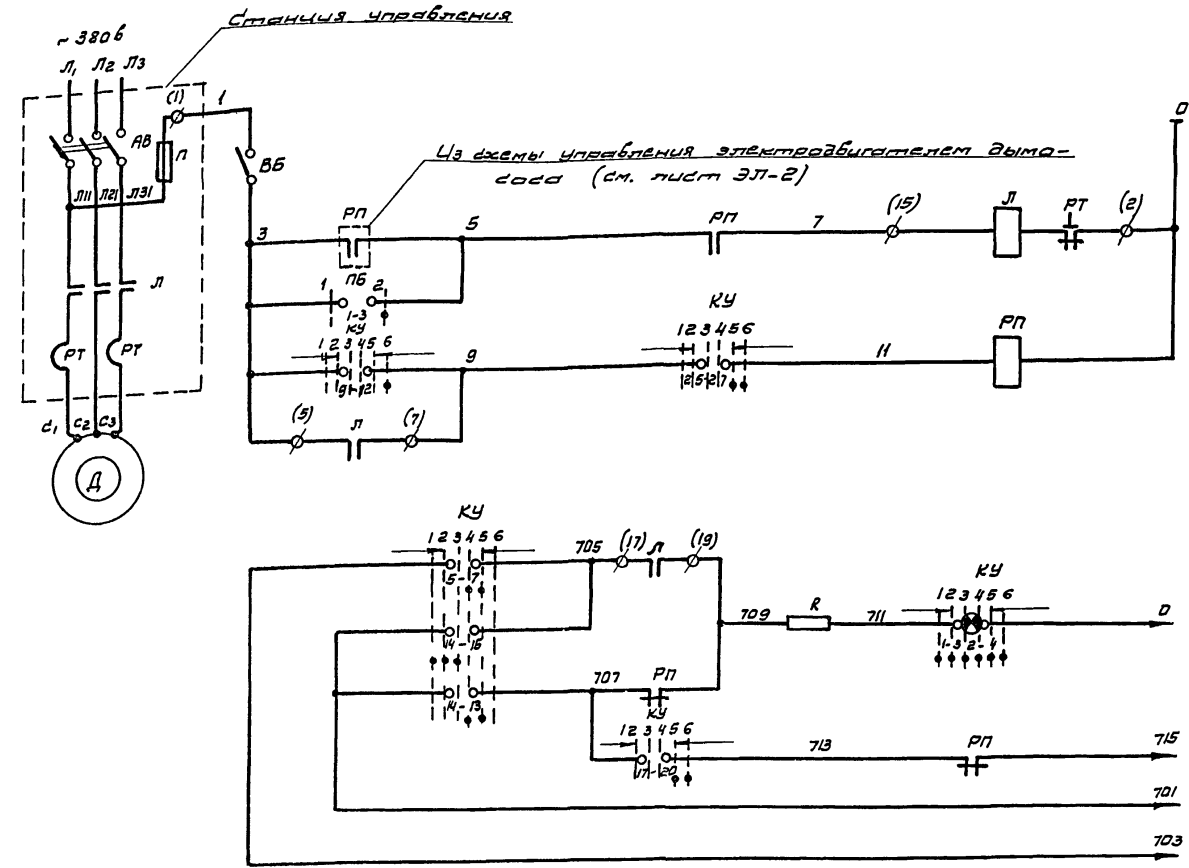 Станция управления
~ 380 в
Л1 Л2 Л3
(1) 1
АВ П
ВБ
Л11 Л21 Л31
Из схемы управления электродвигателем дымо-
соса (см. лист ЭЛ-2)
0
3 РП 5 РП 7 (15) Л РТ (2)
ПБ
1 2
1-3
Л
КУ
1 2 3 4 5 6
9-12
9
КУ
1 2 3 4 5 6
11
РП
РТ РТ
(5) Л (7)
С1 С2 С3
Д
КУ
1 2 3 4 5 6
5-7
705 (17) Л (19)
14-16
709 R 711
КУ
1 2 3 4 5 6
1-3 2-4
0
14-13
707 РП
КУ
1 2 3 4 5 6
17-20
713 РП 715
701
703